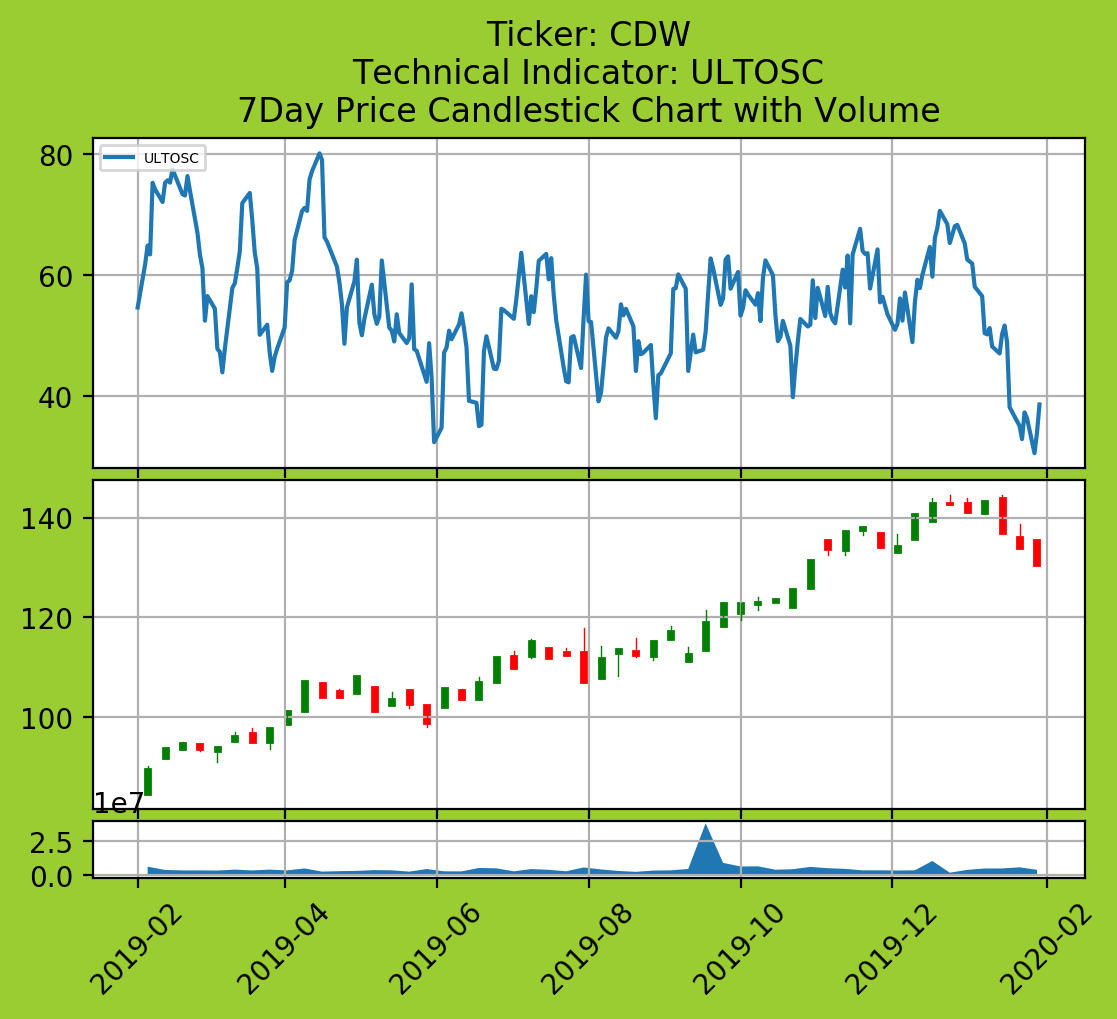 Ticker: CDW
Technical Indicator: ULTOSC
7Day Price Candlestick Chart with Volume
80
ULTOSC
60
40
140
120
100
1e7
2.5
0.0
2019-02 2019-04 2019-06 2019-08 2019-10 2019-12 2020-02